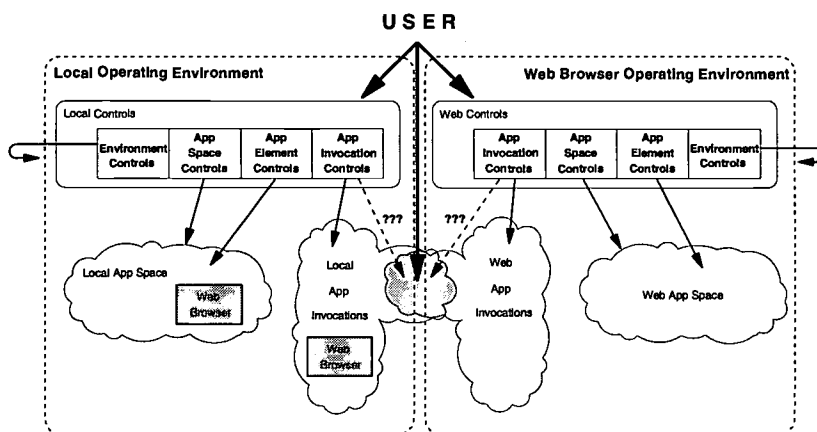 USER
Local Operating Environment
Web Browser Operating Environment
Local Controls
Environment Controls
App Space Controls
App Element Controls
App Invocation Controls
Web Controls
App Invocation Controls
App Space Controls
App Element Controls
Environment Controls
???
???
Local App Space
Web Browser
Local
App
Invocations
Web Browser
Web
App
Invocations
Web App Space